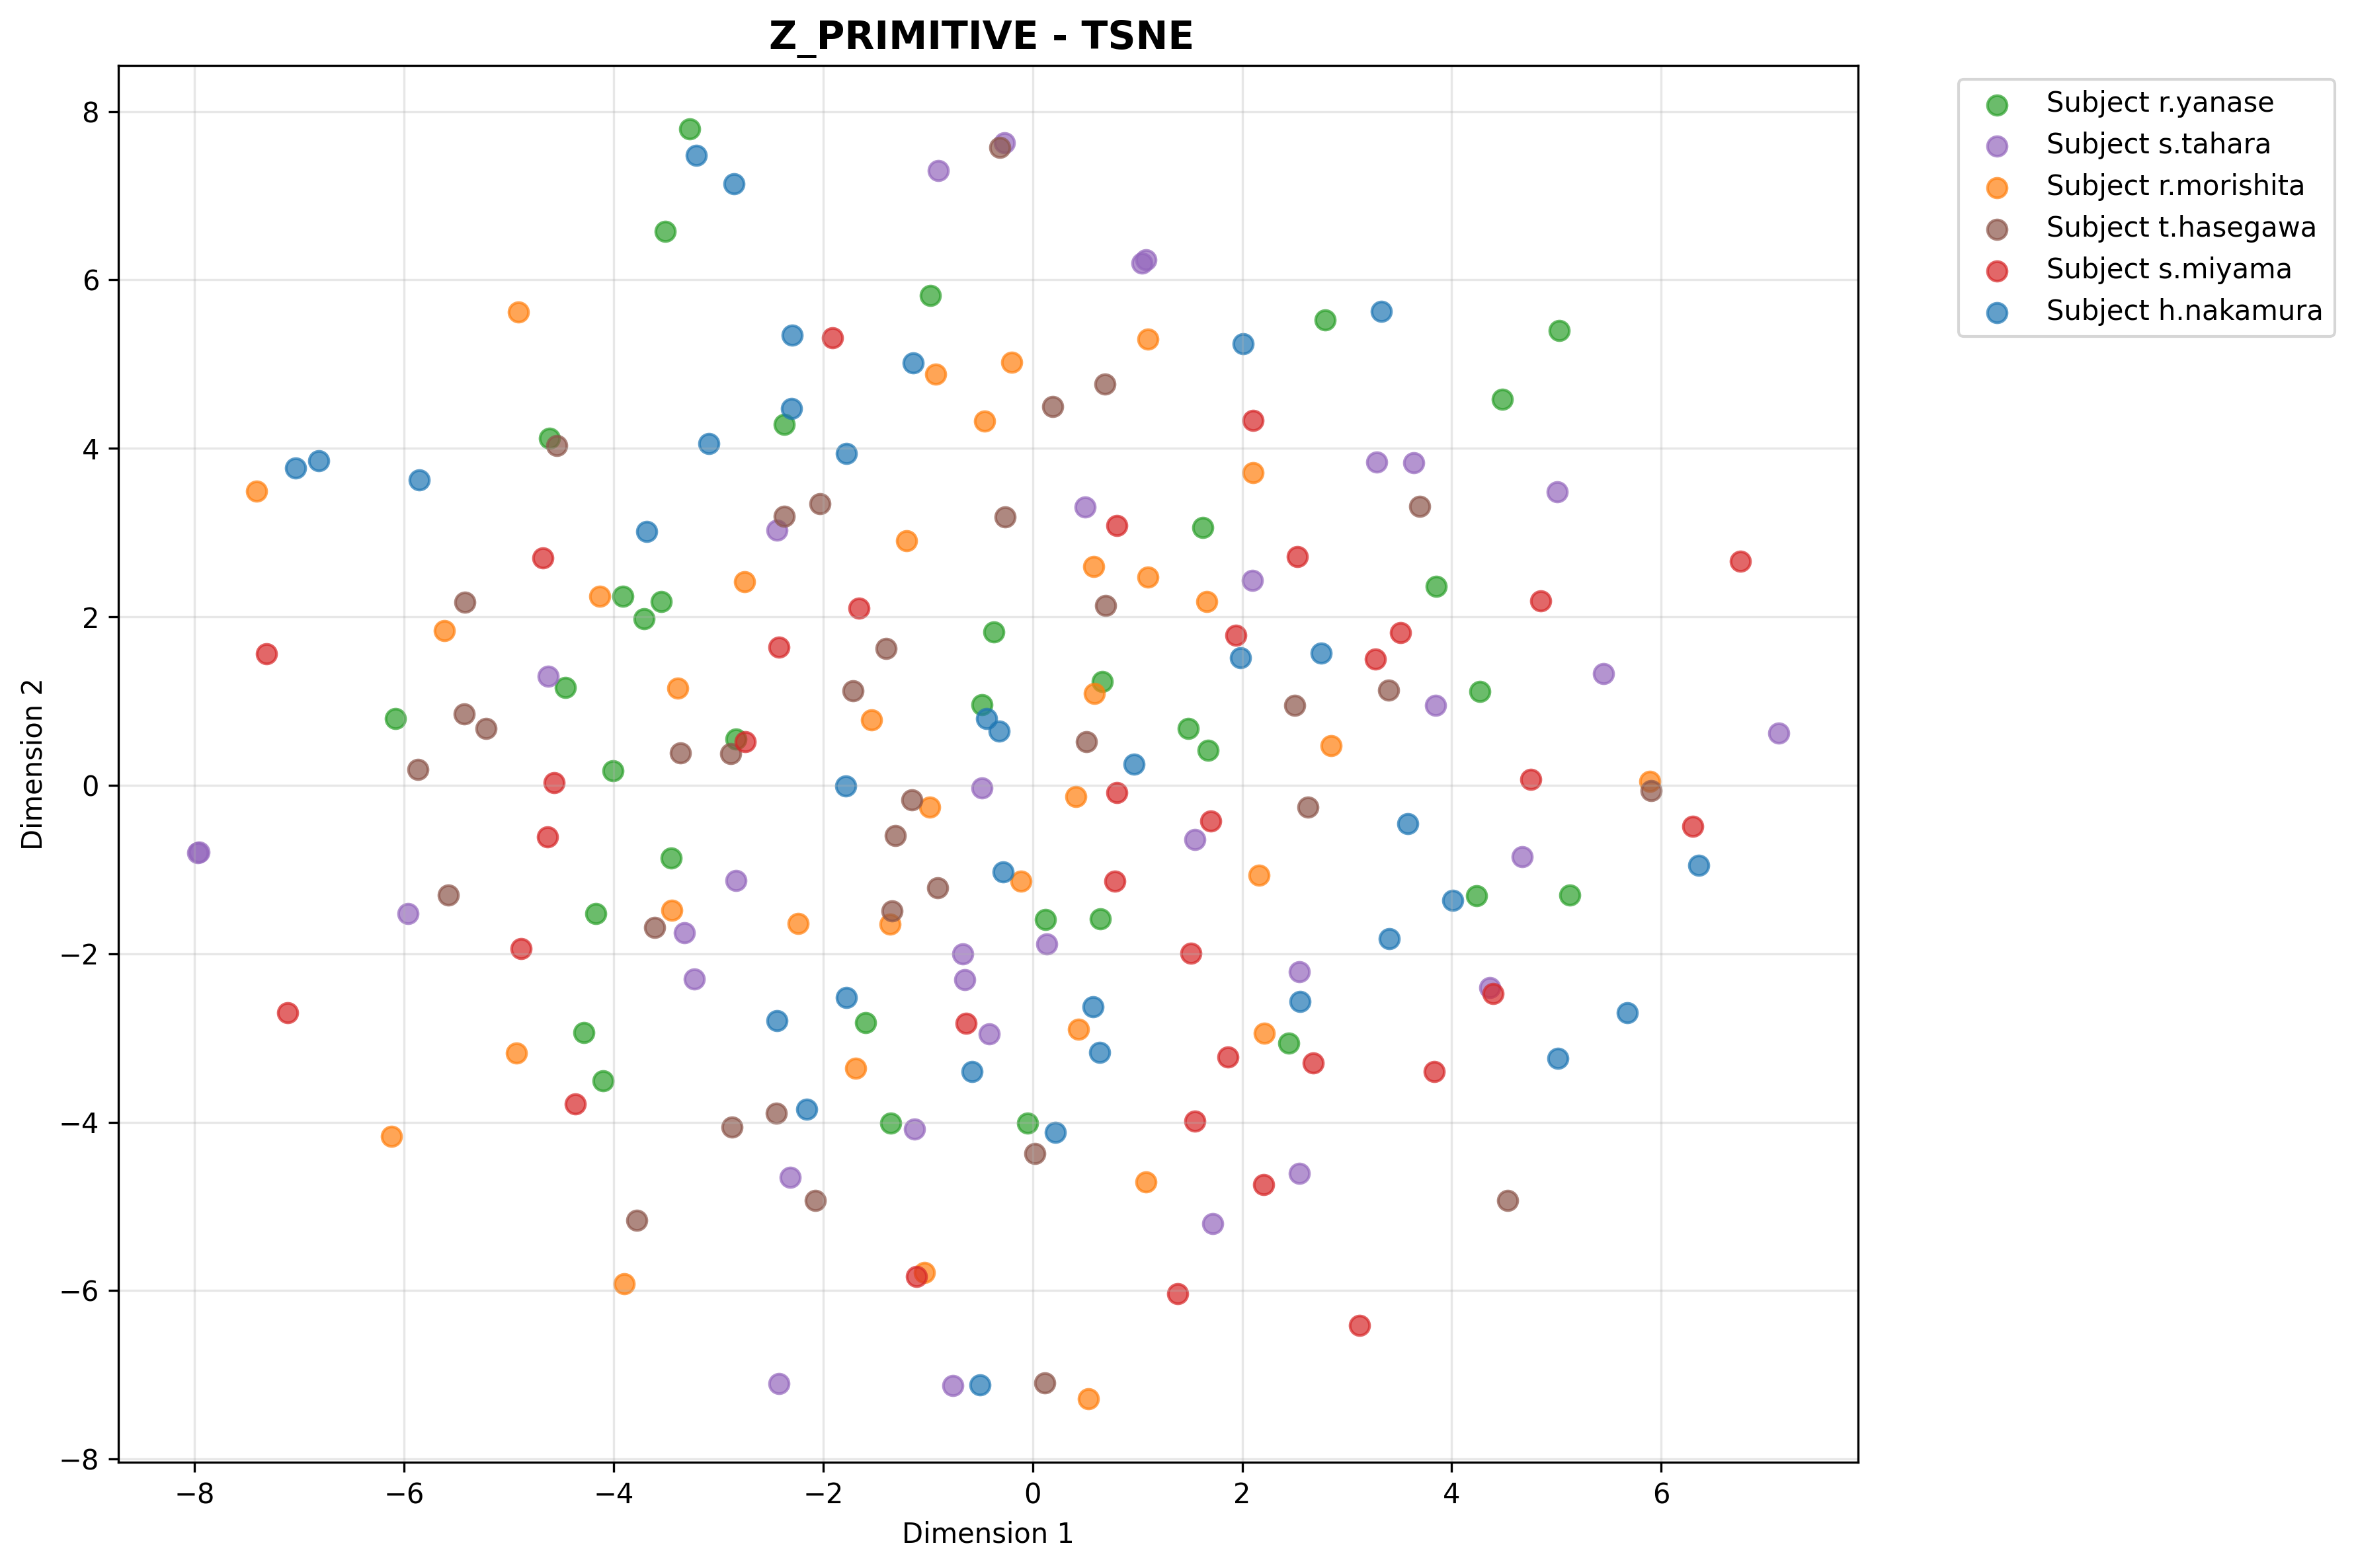 Z_PRIMITIVE - TSNE
Subject r.yanase
Subject s.tahara
Subject r.morishita
Subject t.hasegawa
Subject s.miyama
Subject h.nakamura
Dimension 2
8
6
4
2
0
−2
−4
−6
−8
−8
−6
−4
−2
0
2
4
6
Dimension 1